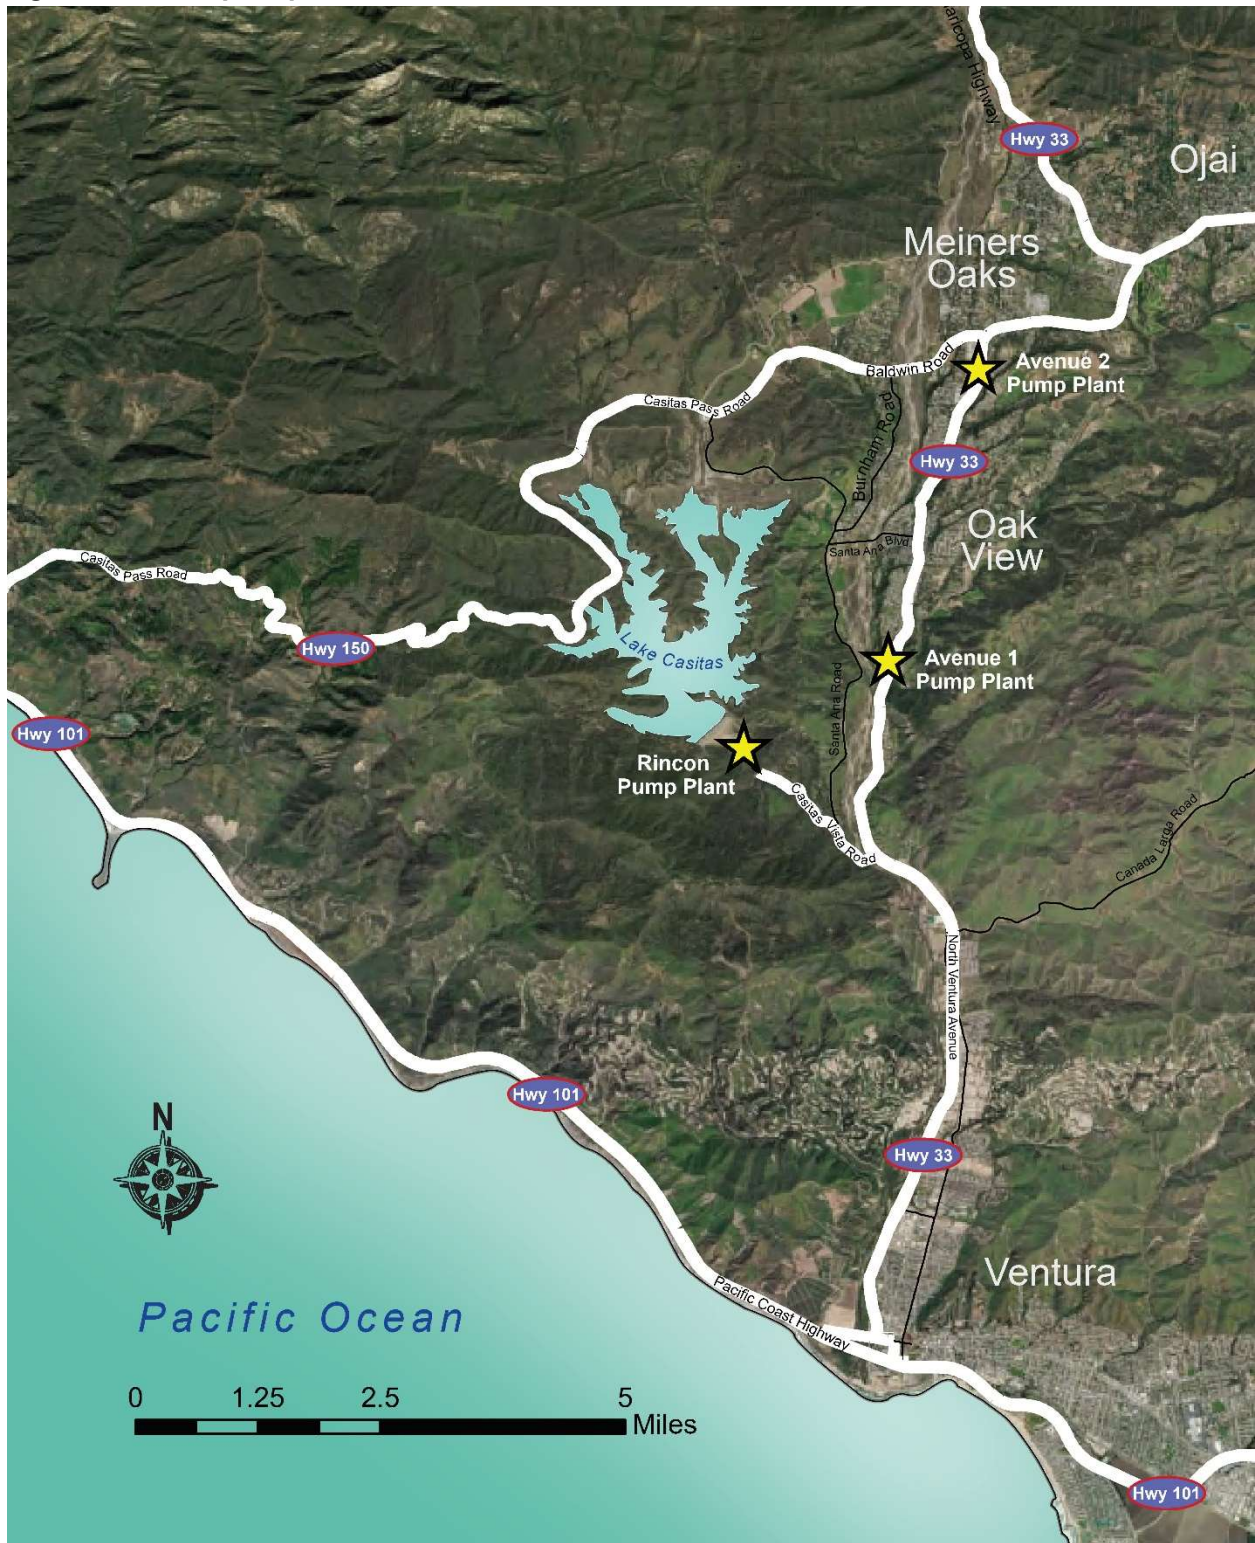 aricopa Highway
Hwy 33
Ojai
Meiners
Oaks
Baldwin Road
Avenue 2
Pump Plant
Casitas Pass Road
Burnham Road
Hwy 33
Oak
View
Santa Ana Blvd
Casitas Pass Road
Hwy 150
Lake Casitas
Avenue 1
Pump Plant
Santa Ana Road
Hwy 101
Rincon
Pump Plant
Casitas Vista Road
Canada Larga Road
North Ventura Avenue
Hwy 101
N
Hwy 33
Ventura
Pacific Coast Highway
Pacific Ocean
0 1.25 2.5 5
Miles
Hwy 101